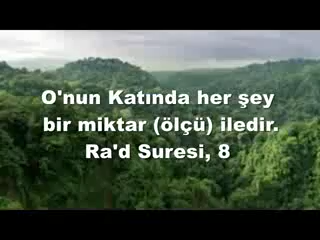 O'nun Katında her şey
bir miktar (ölçü) iledir.
Ra'd Suresi, 8